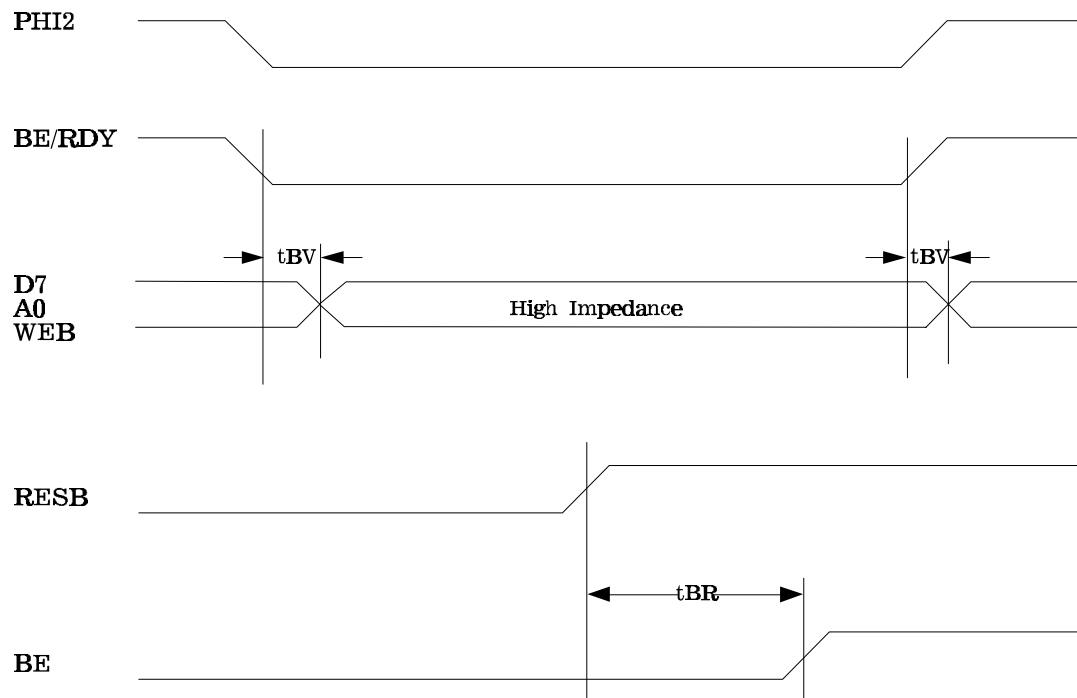 PHI2
BE/RDY
tBV
tBV
D7
A0
High Impedance
WEB
RESB
tBR
BE